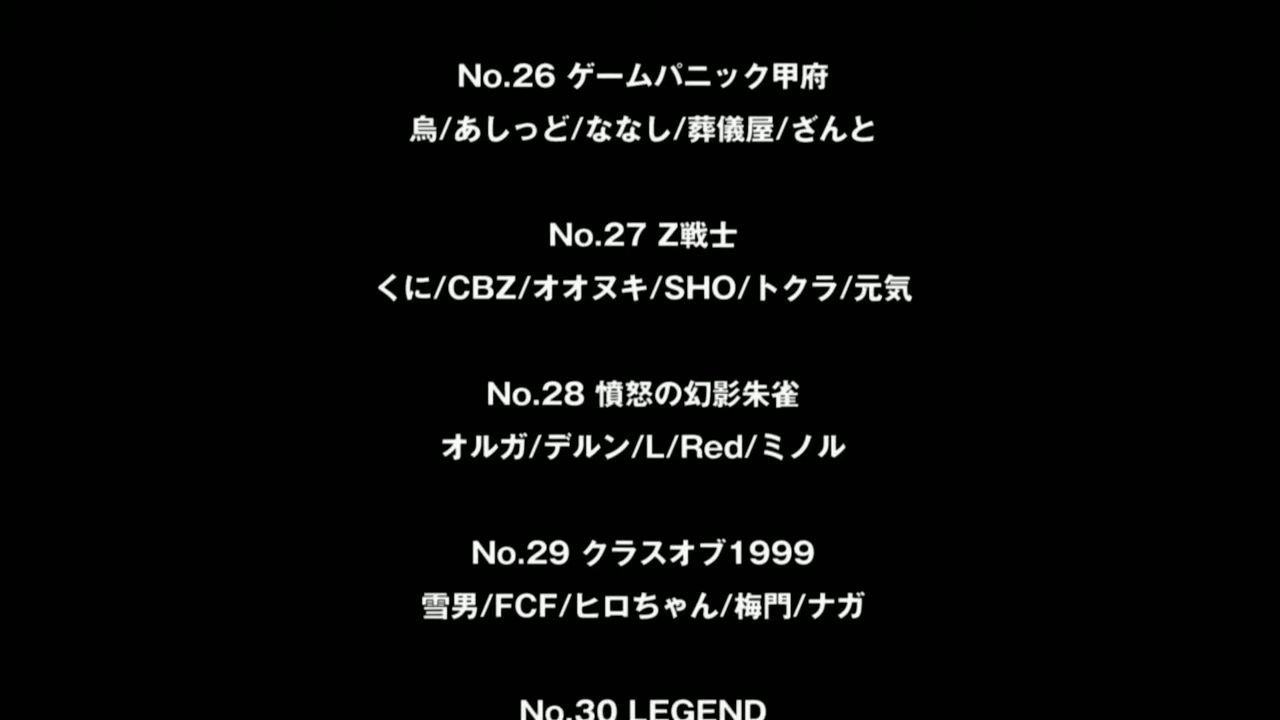 No.26 ゲームパニック甲府
烏/あしっど/ななし/葬儀屋/ざんと
No.27 Z戦士
くに/CBZ/オオヌキ/SHO/トクラ/元気
No.28 憤怒の幻影朱雀
オルガ/デルン/L/Red/ミノル
No.29 クラスオブ1999
雪男/FCF/ヒロちゃん/梅門/ナガ
No.30 LEGEND